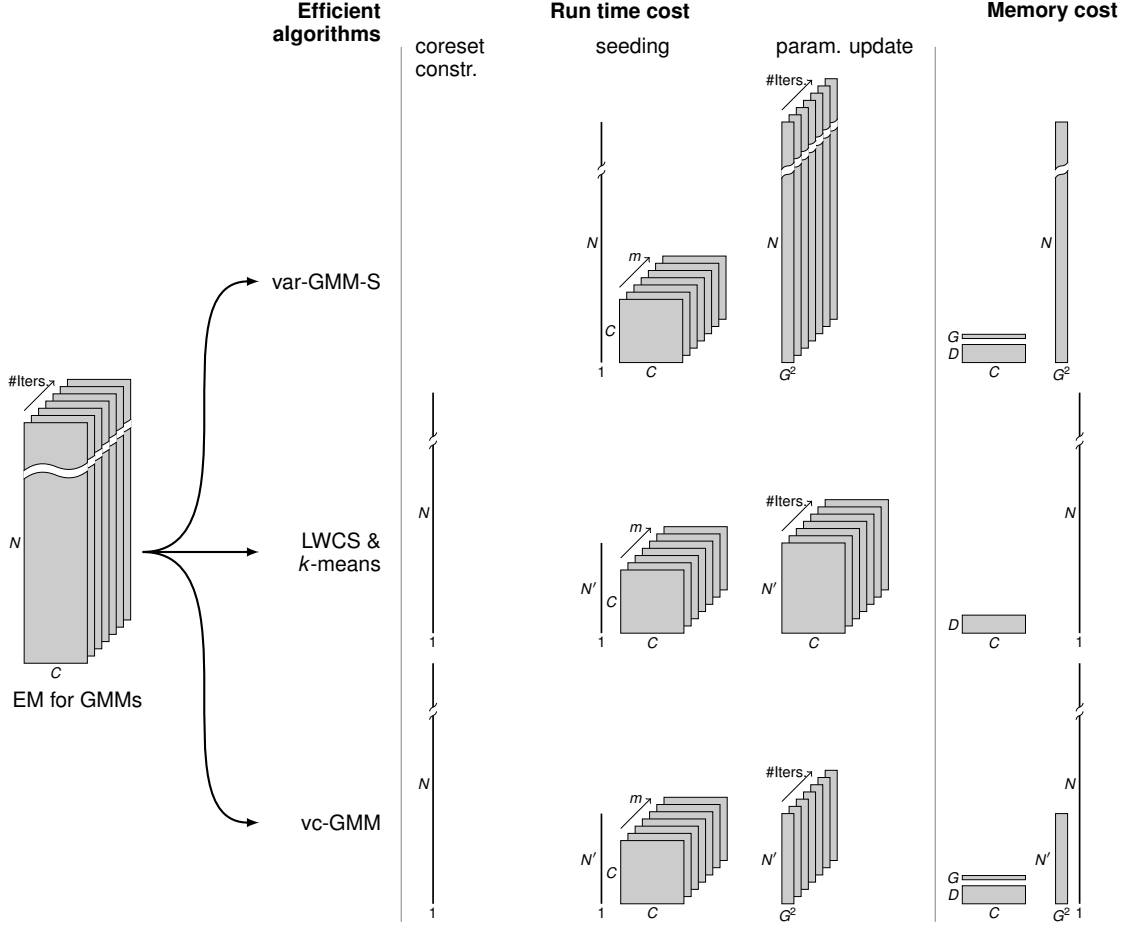 Efficient
algorithms
Run time cost
Memory cost
coreset
constr.
seeding
param. update
var-GMM-S
N
1
m
C
C
#Iters.
N
G²
G
D
C
N
G²
#Iters.
N
C
EM for GMMs
LWCS &
k-means
N
1
N′
1
m
C
C
#Iters.
N′
C
D
C
N
1
vc-GMM
N
1
N′
1
m
C
C
#Iters.
N′
G²
G
D
C
N′
G²
N
1